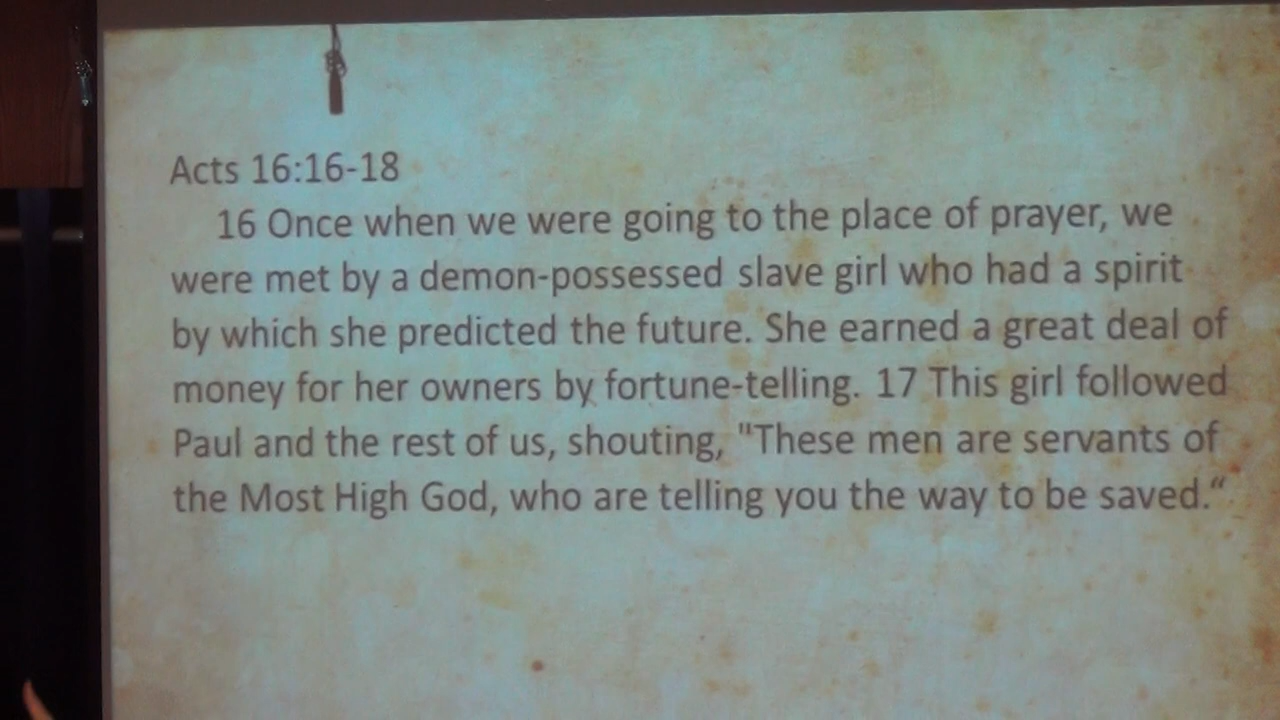 Acts 16:16-18
16 Once when we were going to the place of prayer, we
were met by a demon-possessed slave girl who had a spirit
by which she predicted the future. She earned a great deal of
money for her owners by fortune-telling. 17 This girl followed
Paul and the rest of us, shouting, "These men are servants of
the Most High God, who are telling you the way to be saved.“